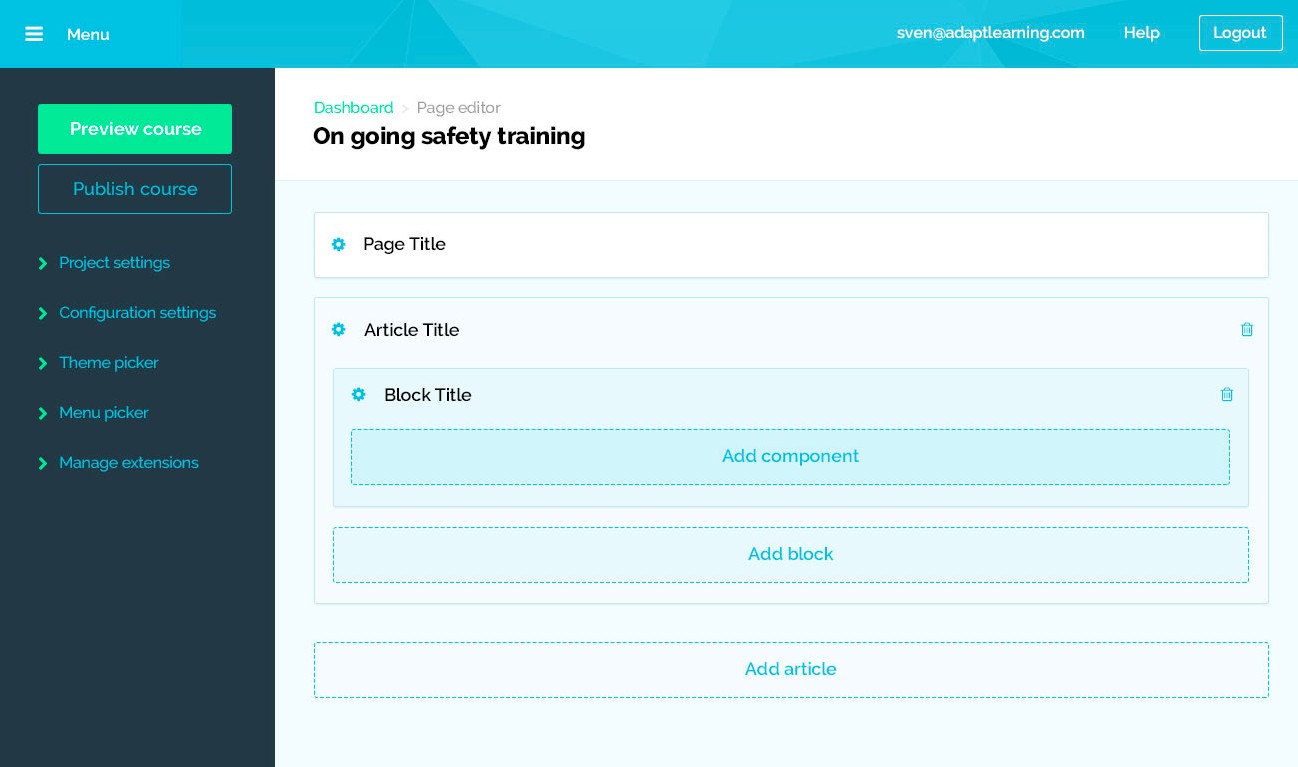 Menu
sven@adaptlearning.com
Help
Logout
Preview course
Publish course
Project settings
Configuration settings
Theme picker
Menu picker
Manage extensions
Dashboard > Page editor
On going safety training
Page Title
Article Title
Block Title
Add component
Add block
Add article